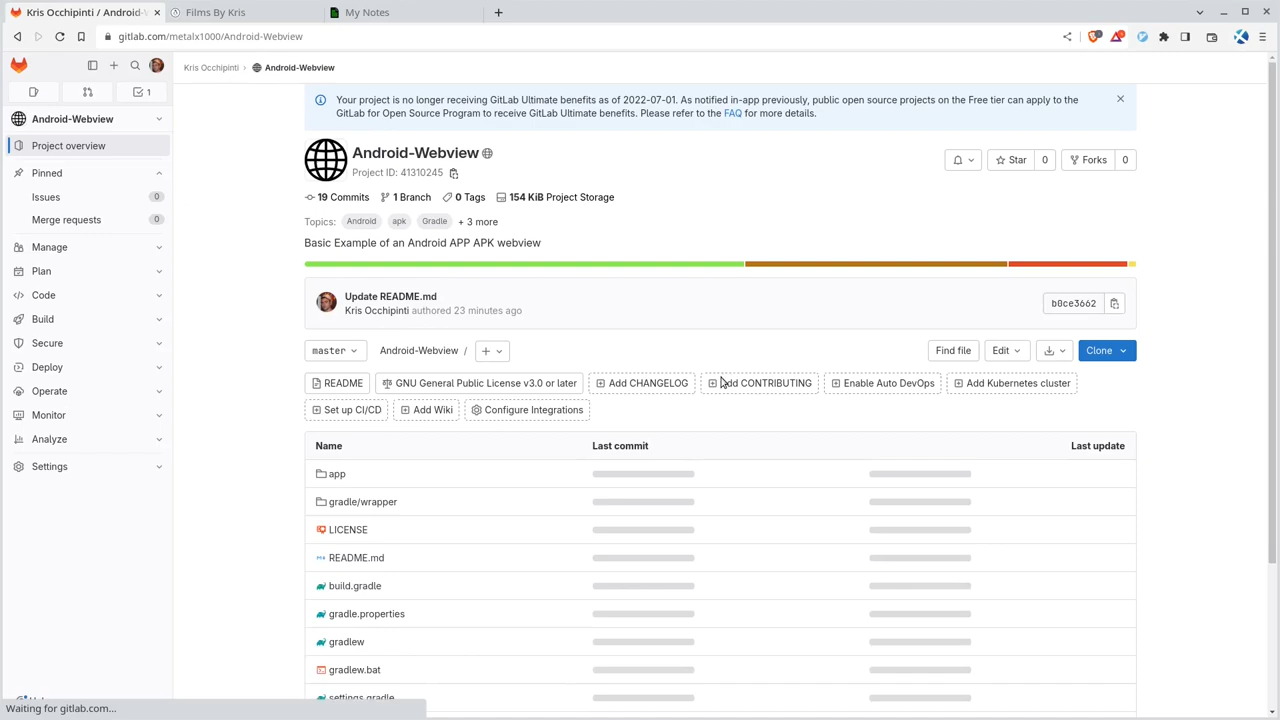 Kris Occhipinti / Android-
Films By Kris
My Notes
gitlab.com/metalx1000/Android-Webview
Kris Occhipinti › Android-Webview
1
Android-Webview
Project overview
Pinned
Issues 0
Merge requests 0
Manage
Plan
Code
Build
Secure
Deploy
Operate
Monitor
Analyze
Settings
Your project is no longer receiving GitLab Ultimate benefits as of 2022-07-01. As notified in-app previously, public open source projects on the Free tier can apply to the
GitLab for Open Source Program to receive GitLab Ultimate benefits. Please refer to the FAQ for more details.
Android-Webview
Project ID: 41310245
Star 0
Forks 0
19 Commits 1 Branch 0 Tags 154 KiB Project Storage
Topics: Android apk Gradle + 3 more
Basic Example of an Android APP APK webview
Update README.md
Kris Occhipinti authored 23 minutes ago
b0ce3662
master Android-Webview / + Find file Edit Clone
README GNU General Public License v3.0 or later Add CHANGELOG Add CONTRIBUTING Enable Auto DevOps Add Kubernetes cluster
Set up CI/CD Add Wiki Configure Integrations
Name Last commit Last update
app
gradle/wrapper
LICENSE
README.md
build.gradle
gradle.properties
gradlew
gradlew.bat
settings.gradle
Waiting for gitlab.com...